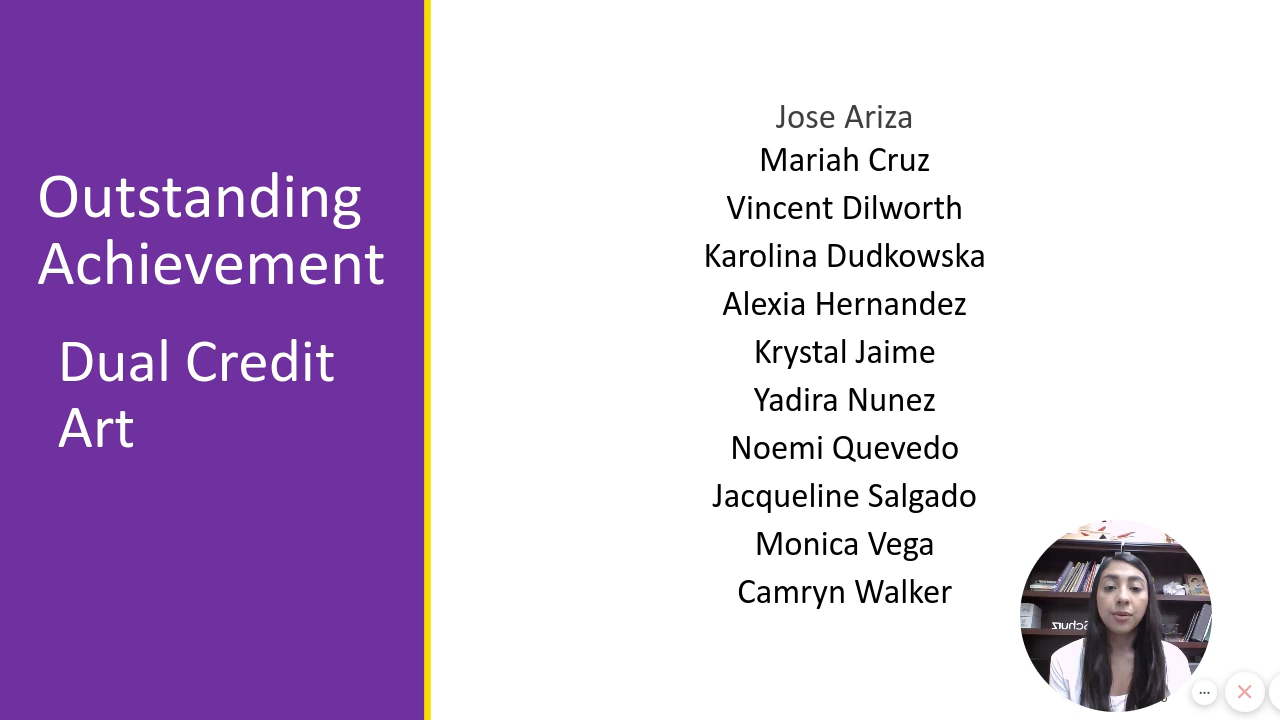 Outstanding
Achievement
Dual Credit
Art
Jose Ariza
Mariah Cruz
Vincent Dilworth
Karolina Dudkowska
Alexia Hernandez
Krystal Jaime
Yadira Nunez
Noemi Quevedo
Jacqueline Salgado
Monica Vega
Camryn Walker
Schurz